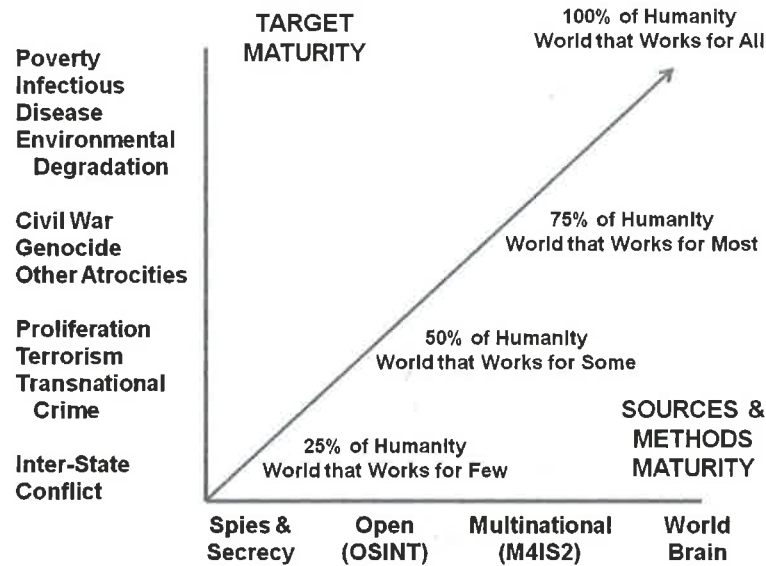 TARGET
MATURITY
100% of Humanity
World that Works for All
Poverty
Infectious
Disease
Environmental
Degradation
75% of Humanity
World that Works for Most
Civil War
Genocide
Other Atrocities
50% of Humanity
World that Works for Some
Proliferation
Terrorism
Transnational
Crime
25% of Humanity
World that Works for Few
SOURCES &
METHODS
MATURITY
Inter-State
Conflict
Spies &
Secrecy
Open
(OSINT)
Multinational
(M4IS2)
World
Brain